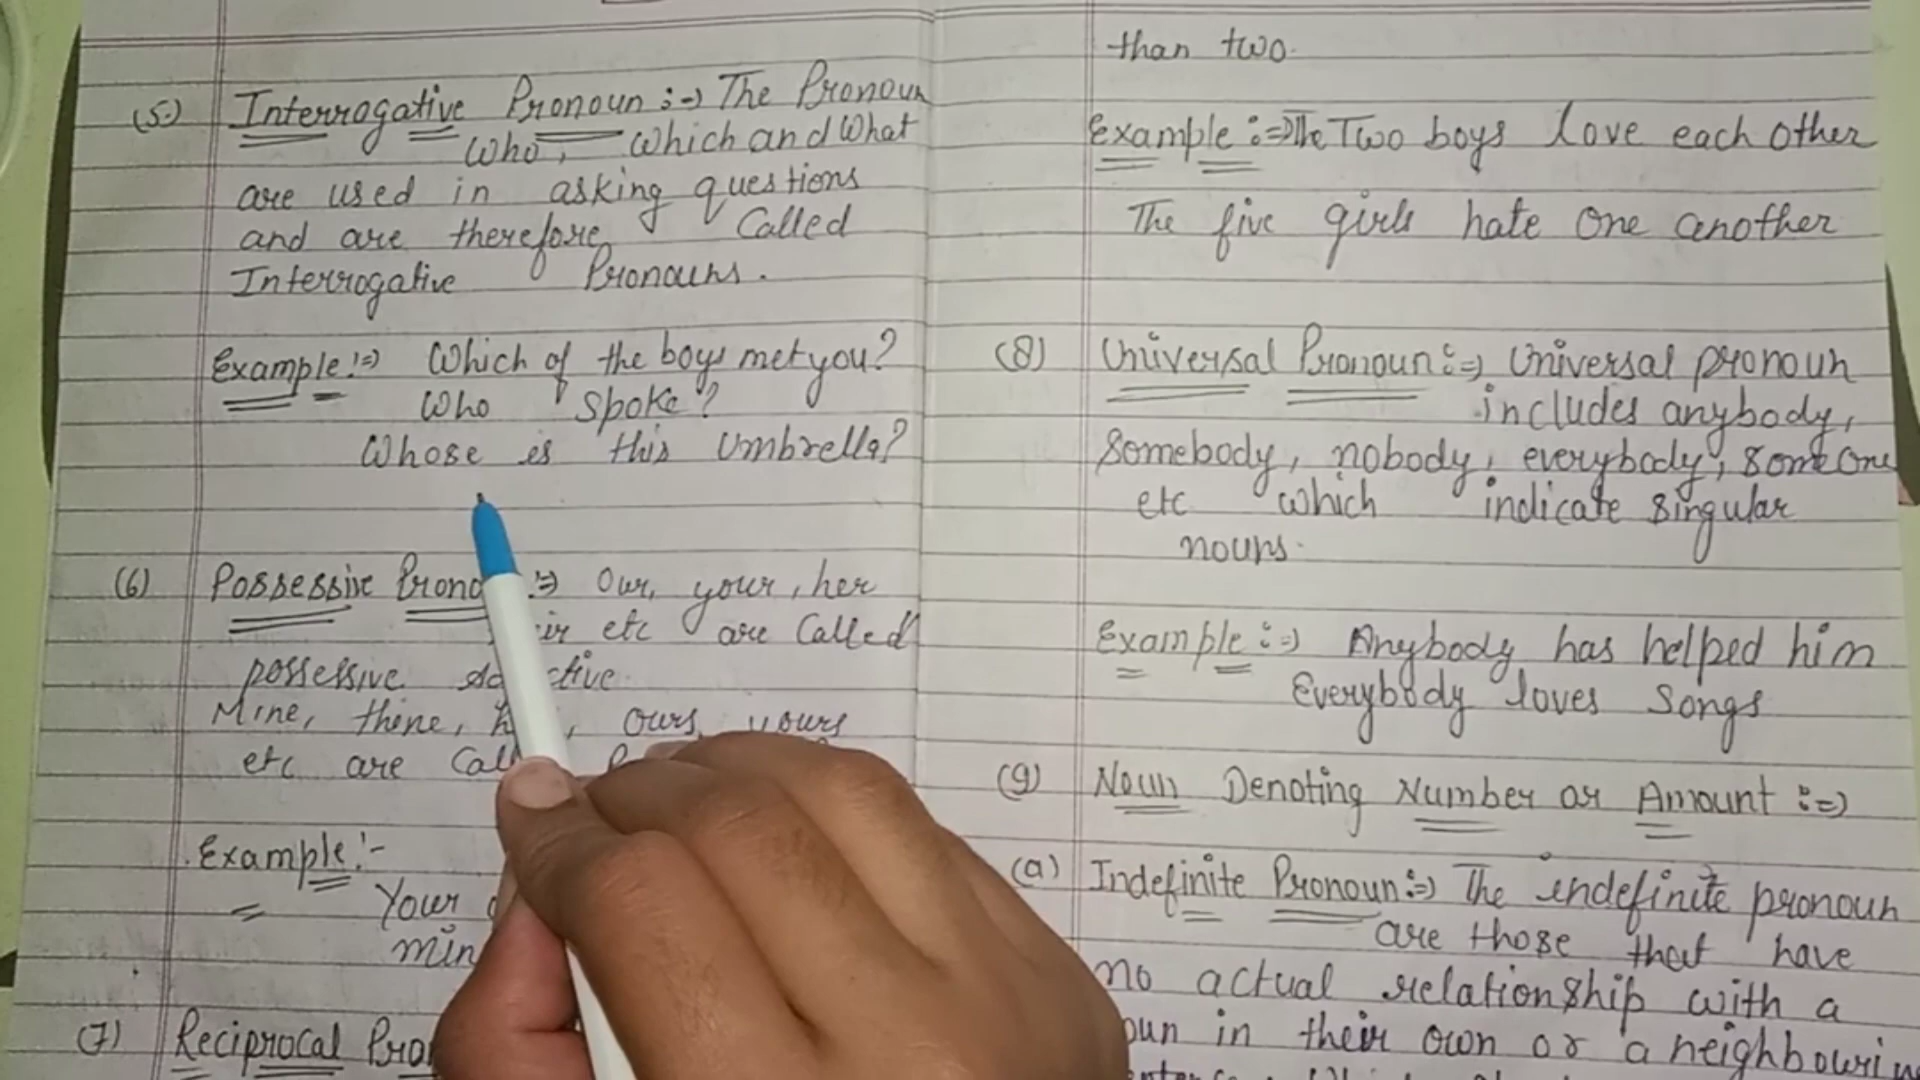 (5) Interrogative Pronoun :-) The Pronoun
Who, which and what
are used in asking questions
and are therefore Called
Interrogative Pronouns.
Example :=) Which of the boys met you?
Who spoke?
Whose is this Umbrella?
(6) Possessive :=) Our, your, her
etc are Called
possessive
Mine, thine, ours, yours
etc are
Example :-
Your
(7) Reciprocal
than two.
Example :=) The Two boys love each other
The five girls hate one another
(8) Universal Pronoun :=) Universal pronoun
includes anybody,
somebody, nobody, everybody, someone
etc which indicate singular
nouns.
Example :=) Anybody has helped him
Everybody loves songs
(9) Noun Denoting Number or Amount :=)
(a) Indefinite Pronoun :=) The indefinite pronoun
are those that have
no actual relationship with a
in their own or a